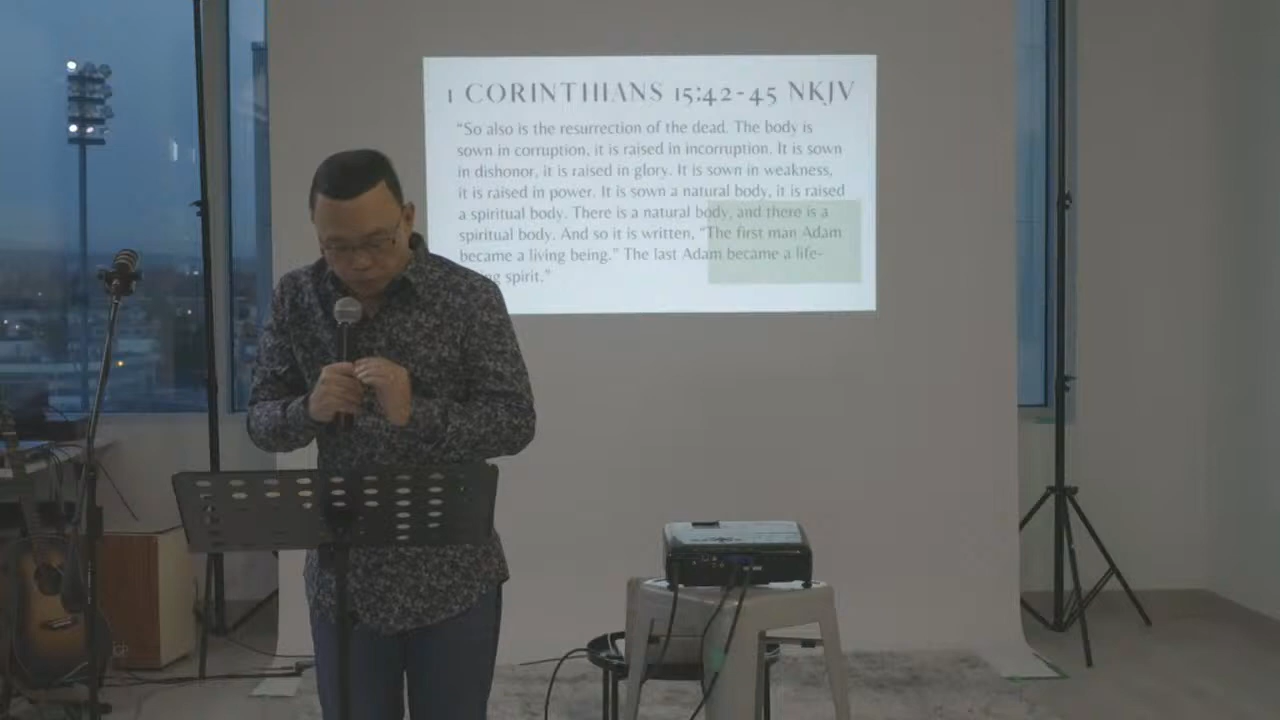 1 CORINTHIANS 15:42-45 NKJV
“So also is the resurrection of the dead. The body is
sown in corruption, it is raised in incorruption. It is sown
in dishonor, it is raised in glory. It is sown in weakness,
it is raised in power. It is sown a natural body, it is raised
a spiritual body. There is a natural body, and there is a
spiritual body. And so it is written, “The first man Adam
became a living being.” The last Adam became a life-
ng spirit.”